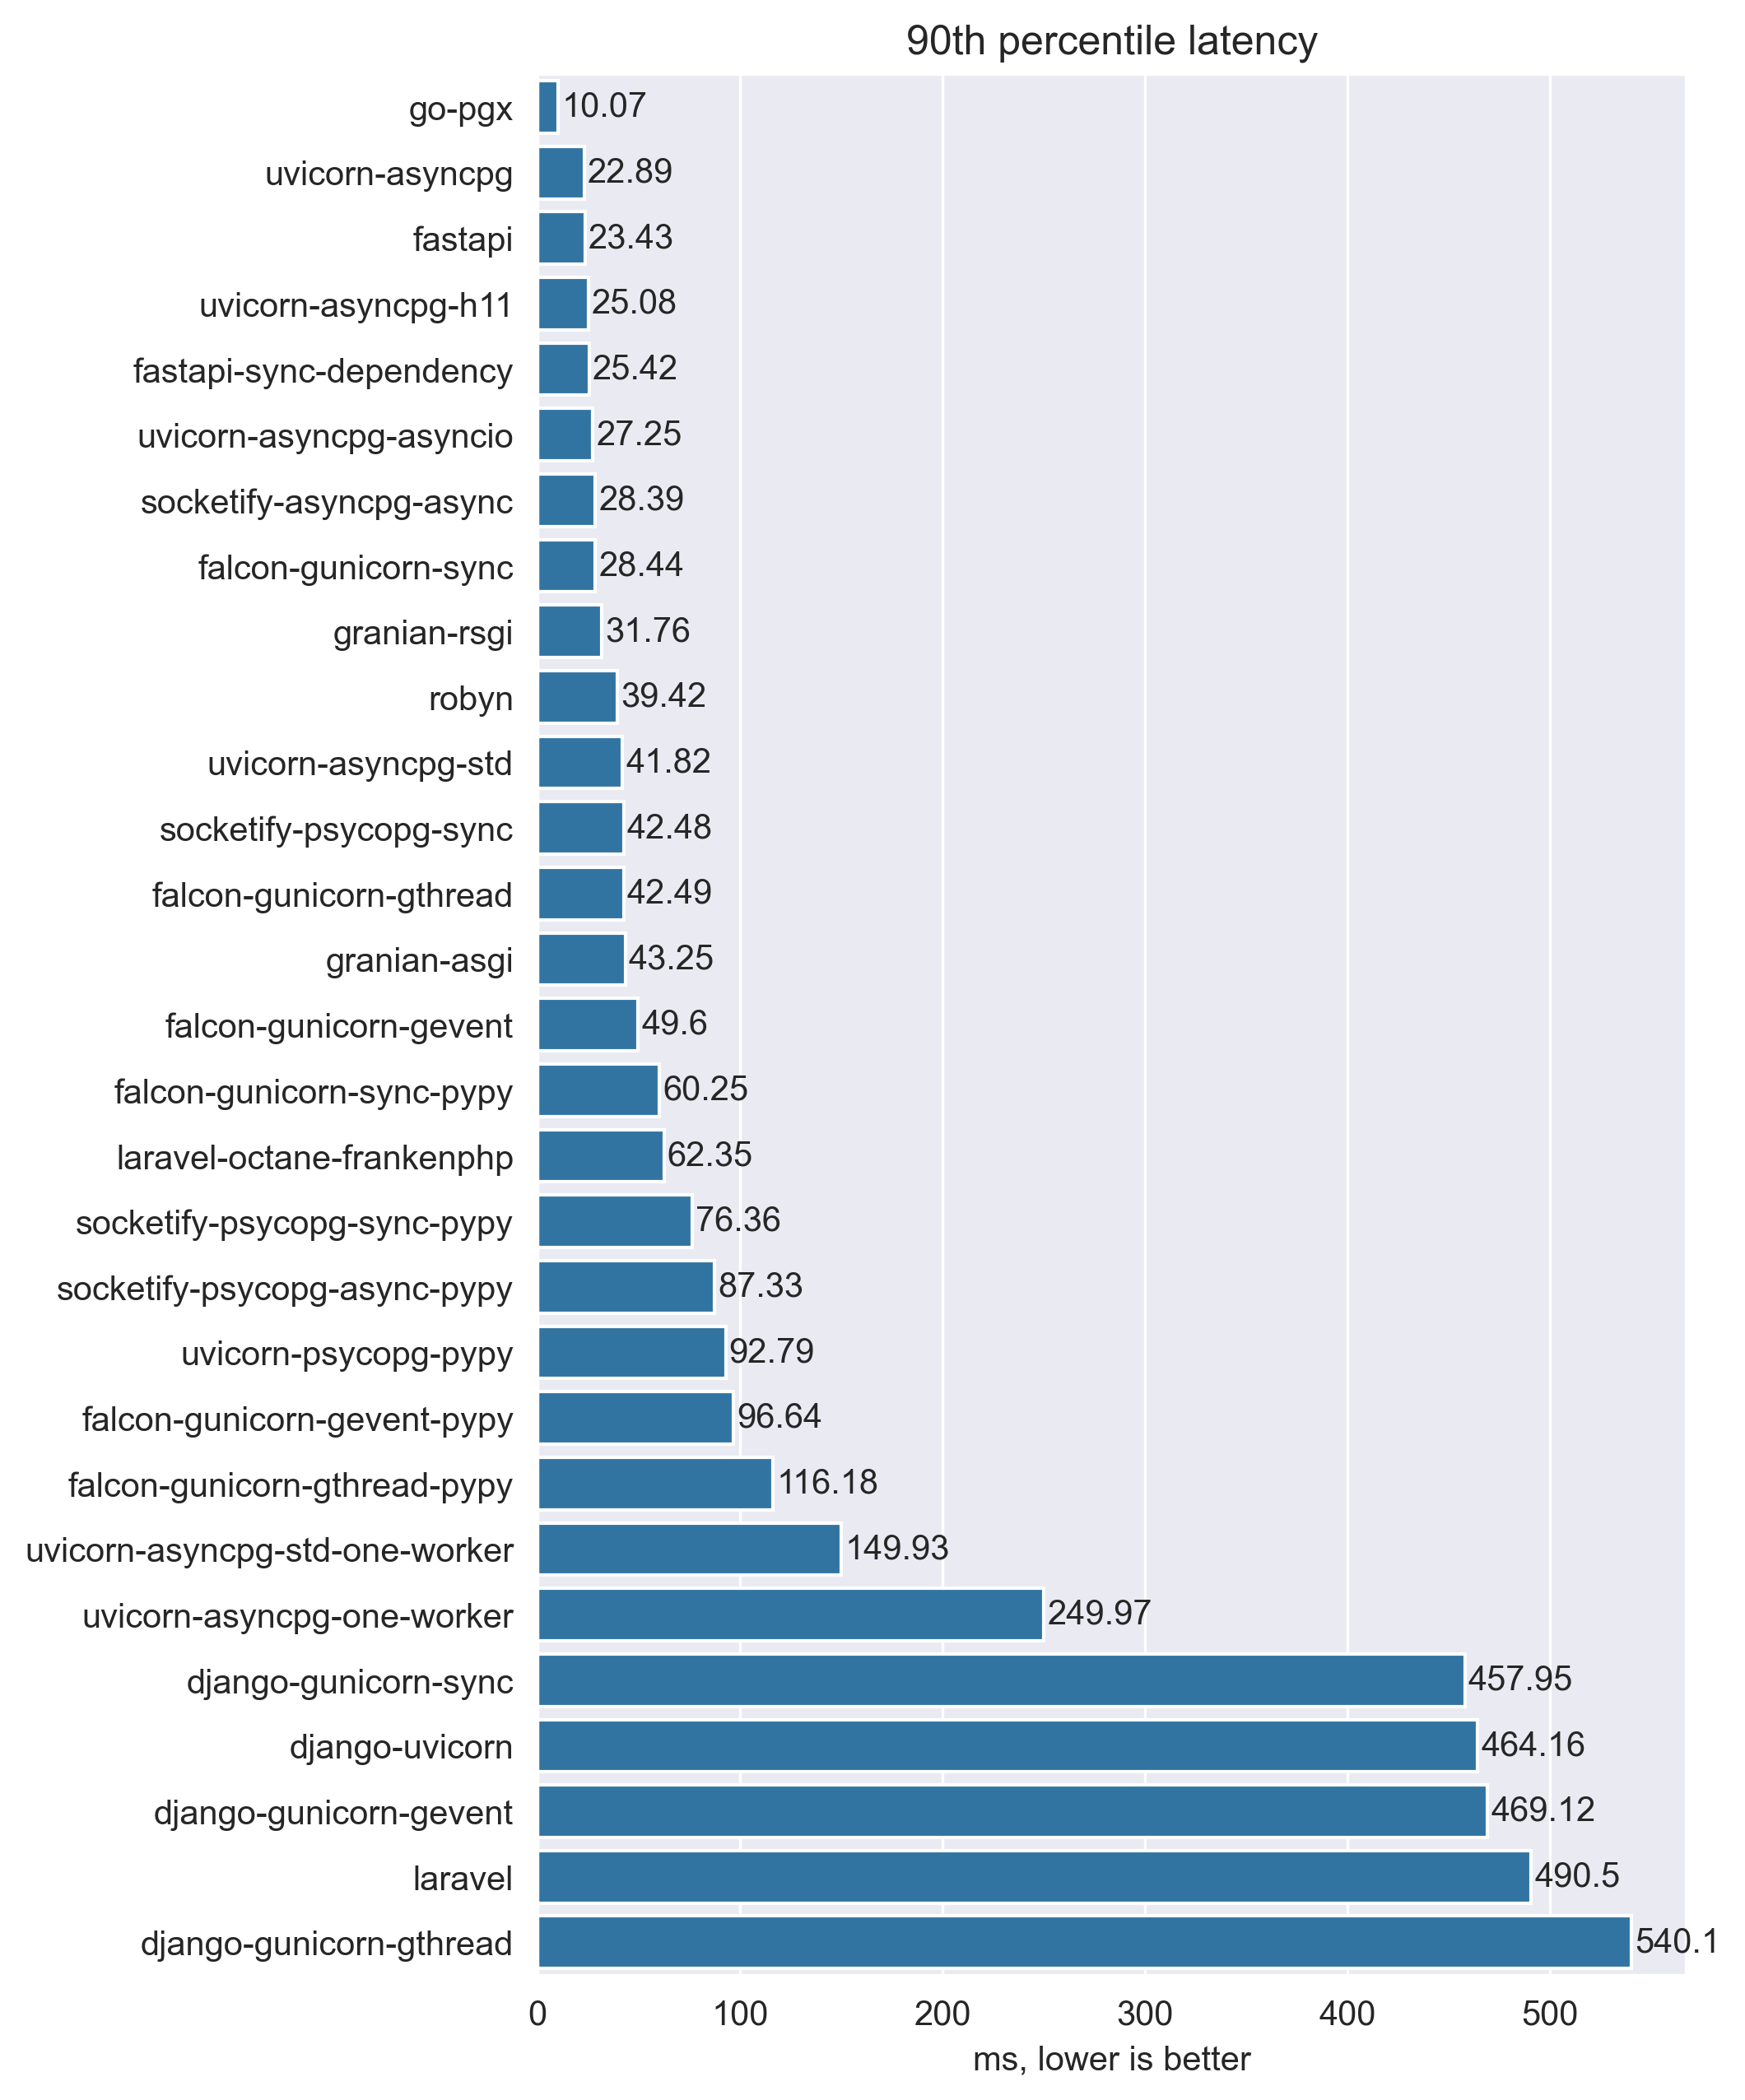 90th percentile latency
go-pgx 10.07
uvicorn-asyncpg 22.89
fastapi 23.43
uvicorn-asyncpg-h11 25.08
fastapi-sync-dependency 25.42
uvicorn-asyncpg-asyncio 27.25
socketify-asyncpg-async 28.39
falcon-gunicorn-sync 28.44
granian-rsgi 31.76
robyn 39.42
uvicorn-asyncpg-std 41.82
socketify-psycopg-sync 42.48
falcon-gunicorn-gthread 42.49
granian-asgi 43.25
falcon-gunicorn-gevent 49.6
falcon-gunicorn-sync-pypy 60.25
laravel-octane-frankenphp 62.35
socketify-psycopg-sync-pypy 76.36
socketify-psycopg-async-pypy 87.33
uvicorn-psycopg-pypy 92.79
falcon-gunicorn-gevent-pypy 96.64
falcon-gunicorn-gthread-pypy 116.18
uvicorn-asyncpg-std-one-worker 149.93
uvicorn-asyncpg-one-worker 249.97
django-gunicorn-sync 457.95
django-uvicorn 464.16
django-gunicorn-gevent 469.12
laravel 490.5
django-gunicorn-gthread 540.1
0 100 200 300 400 500
ms, lower is better